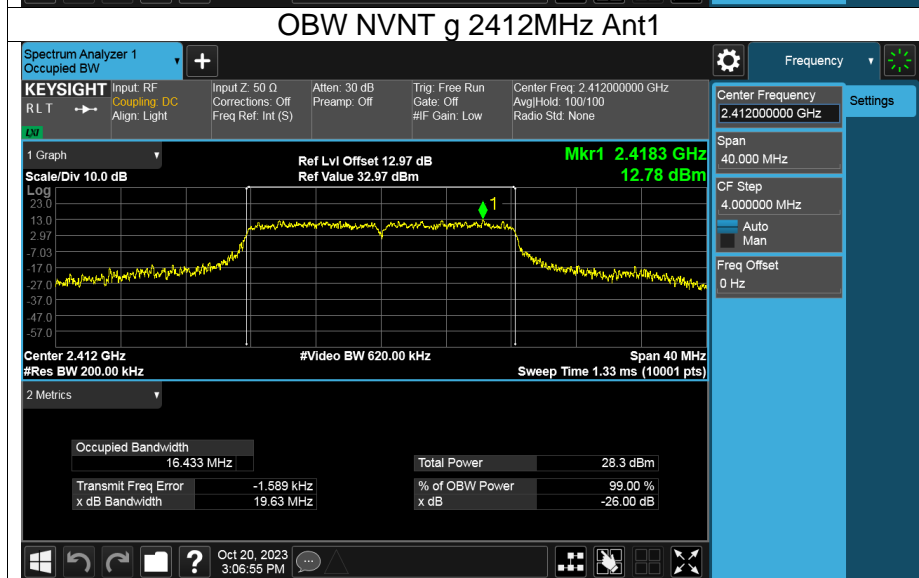 OBW NVNT g 2412MHz Ant1
Spectrum Analyzer 1
Occupied BW
+
Frequency
KEYSIGHT
R L T
LXI
Input: RF
Coupling: DC
Align: Light
Input Z: 50 Ω
Corrections: Off
Freq Ref: Int (S)
Atten: 30 dB
Preamp: Off
Trig: Free Run
Gate: Off
#IF Gain: Low
Center Freq: 2.412000000 GHz
Avg|Hold: 100/100
Radio Std: None
Center Frequency
2.412000000 GHz
Settings
Span
40.000 MHz
CF Step
4.000000 MHz
Auto
Man
Freq Offset
0 Hz
1 Graph
Scale/Div 10.0 dB
Ref Lvl Offset 12.97 dB
Ref Value 32.97 dBm
Mkr1 2.4183 GHz
12.78 dBm
Log
23.0
13.0
2.97
-7.03
-17.0
-27.0
-37.0
-47.0
-57.0
1
Center 2.412 GHz
#Video BW 620.00 kHz
Span 40 MHz
#Res BW 200.00 kHz
Sweep Time 1.33 ms (10001 pts)
2 Metrics
Occupied Bandwidth
16.433 MHz
Total Power 28.3 dBm
Transmit Freq Error -1.589 kHz
% of OBW Power 99.00 %
x dB Bandwidth 19.63 MHz
x dB -26.00 dB
?
Oct 20, 2023
3:06:55 PM